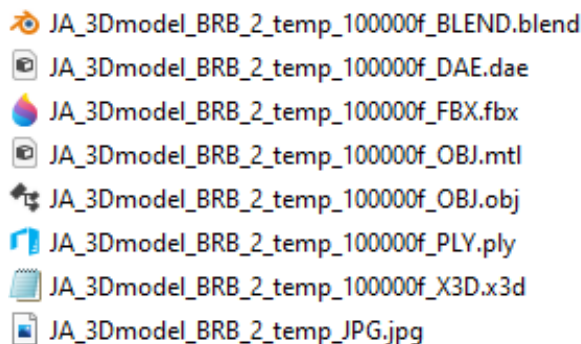 JA_3Dmodel_BRB_2_temp_100000f_BLEND.blend
JA_3Dmodel_BRB_2_temp_100000f_DAE.dae
JA_3Dmodel_BRB_2_temp_100000f_FBX.fbx
JA_3Dmodel_BRB_2_temp_100000f_OBJ.mtl
JA_3Dmodel_BRB_2_temp_100000f_OBJ.obj
JA_3Dmodel_BRB_2_temp_100000f_PLY.ply
JA_3Dmodel_BRB_2_temp_100000f_X3D.x3d
JA_3Dmodel_BRB_2_temp_JPG.jpg